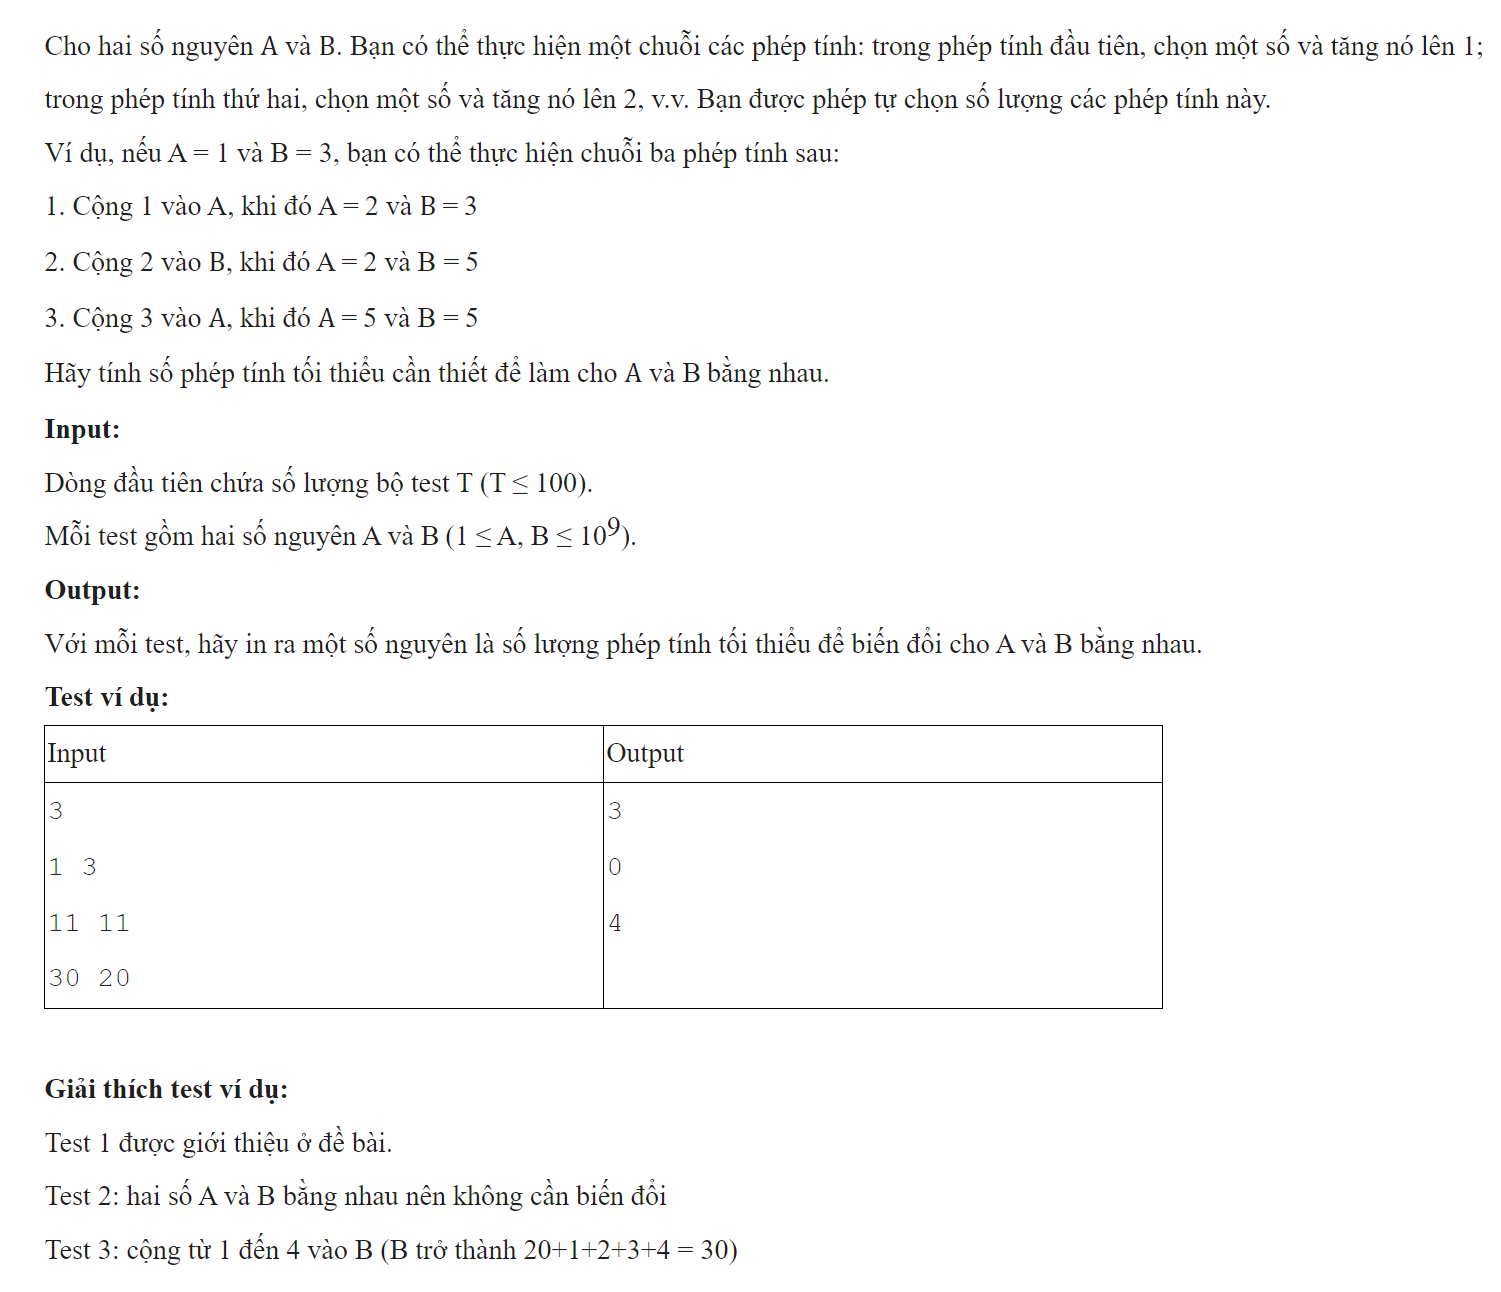 Cho hai số nguyên A và B. Bạn có thể thực hiện một chuỗi các phép tính: trong phép tính đầu tiên, chọn một số và tăng nó lên 1;
trong phép tính thứ hai, chọn một số và tăng nó lên 2, v.v. Bạn được phép tự chọn số lượng các phép tính này.
Ví dụ, nếu A = 1 và B = 3, bạn có thể thực hiện chuỗi ba phép tính sau:
1. Cộng 1 vào A, khi đó A = 2 và B = 3
2. Cộng 2 vào B, khi đó A = 2 và B = 5
3. Cộng 3 vào A, khi đó A = 5 và B = 5
Hãy tính số phép tính tối thiểu cần thiết để làm cho A và B bằng nhau.
Input:
Dòng đầu tiên chứa số lượng bộ test T (T ≤ 100).
Mỗi test gồm hai số nguyên A và B (1 ≤ A, B ≤ 10⁹).
Output:
Với mỗi test, hãy in ra một số nguyên là số lượng phép tính tối thiểu để biến đổi cho A và B bằng nhau.
Test ví dụ:
Input Output
3 3
1 3 0
11 11 4
30 20
Giải thích test ví dụ:
Test 1 được giới thiệu ở đề bài.
Test 2: hai số A và B bằng nhau nên không cần biến đổi
Test 3: cộng từ 1 đến 4 vào B (B trở thành 20+1+2+3+4 = 30)